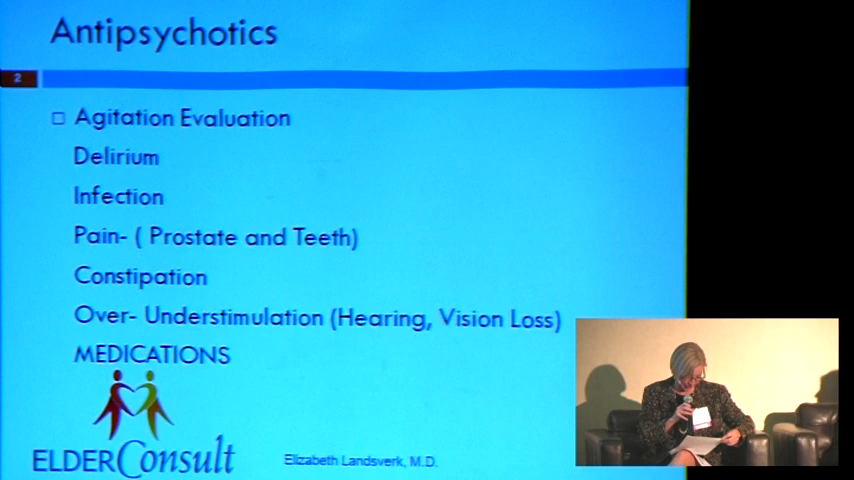 Antipsychotics
2
□ Agitation Evaluation
Delirium
Infection
Pain- ( Prostate and Teeth)
Constipation
Over- Understimulation (Hearing, Vision Loss)
MEDICATIONS
ELDERConsult
Elizabeth Landsverk, M.D.